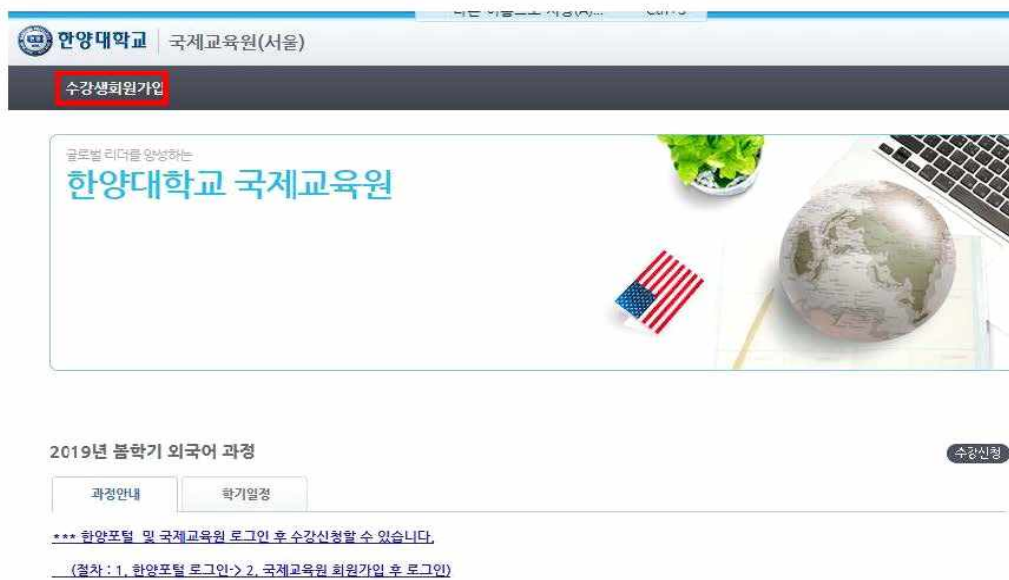 한양대학교 국제교육원(서울)
수강생회원가입
글로벌 리더를 양성하는
한양대학교 국제교육원
2019년 봄학기 외국어 과정
수강신청
과정안내 학기일정
*** 한양포털 및 국제교육원 로그인 후 수강신청할 수 있습니다.
(절차 : 1. 한양포털 로그인-> 2. 국제교육원 회원가입 후 로그인)